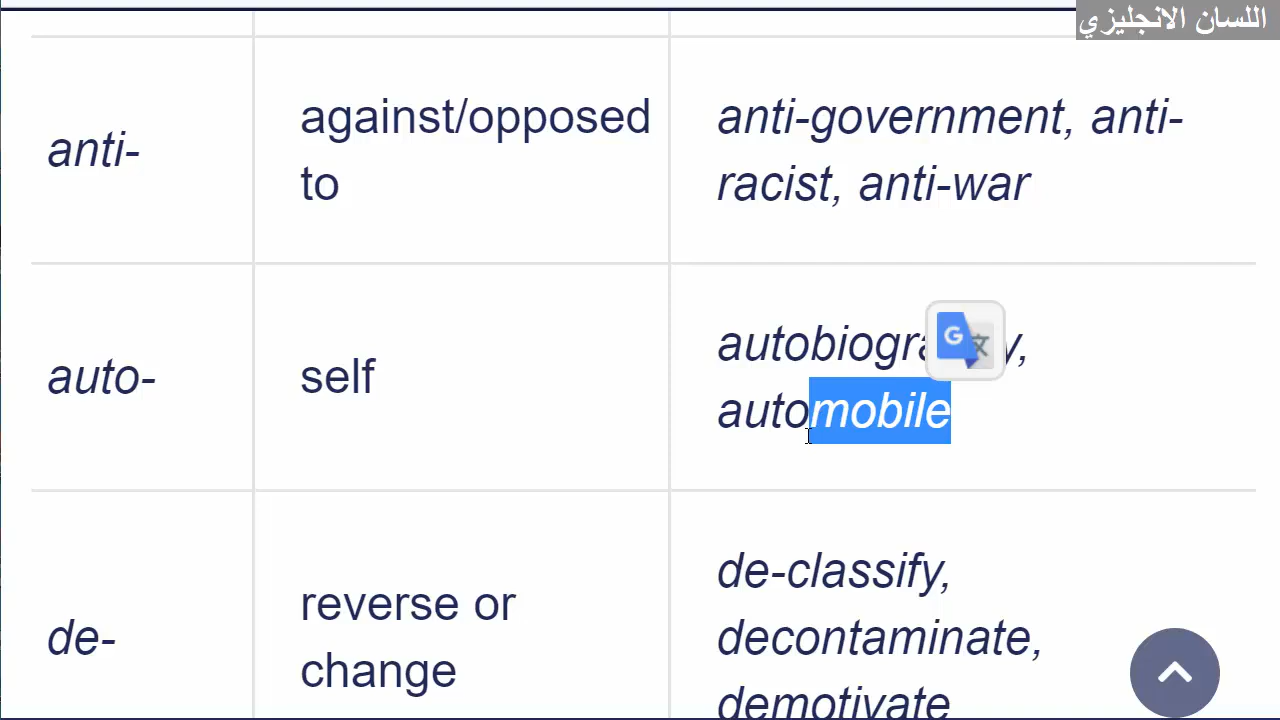 اللسان الانجليزي
anti-
against/opposed
to
anti-government, anti-
racist, anti-war
auto-
self
autobiography,
automobile
de-
reverse or
change
de-classify,
decontaminate,
demotivate